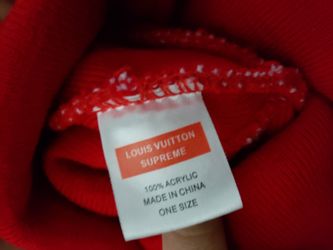 LOUIS VUITTON
SUPREME
100% ACRYLIC
MADE IN CHINA
ONE SIZE